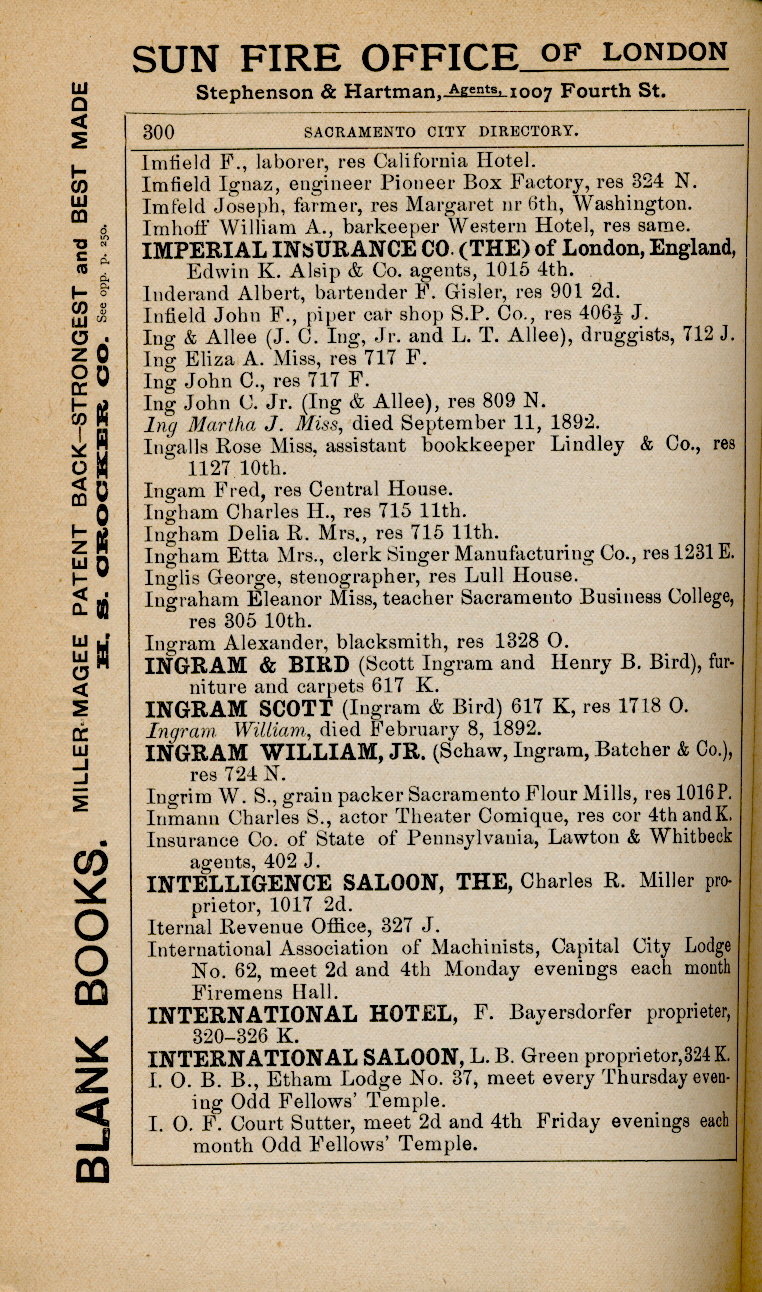 SUN FIRE OFFICE OF LONDON
Stephenson & Hartman, Agents, 1007 Fourth St.
300 SACRAMENTO CITY DIRECTORY.
Imfield F., laborer, res California Hotel.
Imfield Ignaz, engineer Pioneer Box Factory, res 324 N.
Imfeld Joseph, farmer, res Margaret nr 6th, Washington.
Imhoff William A., barkeeper Western Hotel, res same.
IMPERIAL INSURANCE CO. (THE) of London, England,
Edwin K. Alsip & Co. agents, 1015 4th.
Inderand Albert, bartender F. Gisler, res 901 2d.
Infield John F., piper car shop S.P. Co., res 406½ J.
Ing & Allee (J. C. Ing, Jr. and L. T. Allee), druggists, 712 J.
Ing Eliza A. Miss, res 717 F.
Ing John C., res 717 F.
Ing John C. Jr. (Ing & Allee), res 809 N.
Ing Martha J. Miss, died September 11, 1892.
Ingalls Rose Miss, assistant bookkeeper Lindley & Co., res
1127 10th.
Ingam Fred, res Central House.
Ingham Charles H., res 715 11th.
Ingham Delia R. Mrs., res 715 11th.
Ingham Etta Mrs., clerk Singer Manufacturing Co., res 1231 E.
Inglis George, stenographer, res Lull House.
Ingraham Eleanor Miss, teacher Sacramento Business College,
res 305 10th.
Ingram Alexander, blacksmith, res 1328 O.
INGRAM & BIRD (Scott Ingram and Henry B. Bird), fur-
niture and carpets 617 K.
INGRAM SCOTT (Ingram & Bird) 617 K, res 1718 O.
Ingram William, died February 8, 1892.
INGRAM WILLIAM, JR. (Schaw, Ingram, Batcher & Co.),
res 724 N.
Ingrim W. S., grain packer Sacramento Flour Mills, res 1016 P.
Inmann Charles S., actor Theater Comique, res cor 4th and K.
Insurance Co. of State of Pennsylvania, Lawton & Whitbeck
agents, 402 J.
INTELLIGENCE SALOON, THE, Charles R. Miller pro-
prietor, 1017 2d.
Iternal Revenue Office, 327 J.
International Association of Machinists, Capital City Lodge
No. 62, meet 2d and 4th Monday evenings each month
Firemens Hall.
INTERNATIONAL HOTEL, F. Bayersdorfer proprieter,
320–326 K.
INTERNATIONAL SALOON, L. B. Green proprietor, 324 K.
I. O. B. B., Etham Lodge No. 37, meet every Thursday even-
ing Odd Fellows' Temple.
I. O. F. Court Sutter, meet 2d and 4th Friday evenings each
month Odd Fellows' Temple.
BLANK BOOKS. MILLER-MAGEE PATENT BACK—STRONGEST and BEST MADE
H. S. CROCKER CO. See opp. p. 250.